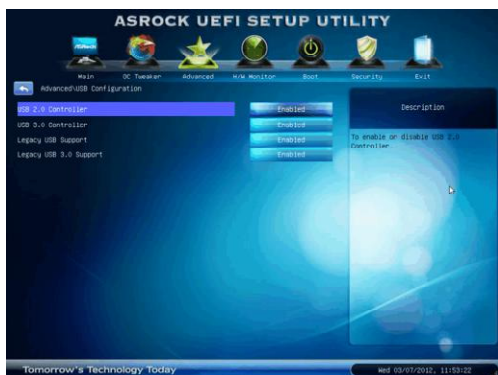 ASROCK UEFI SETUP UTILITY
Main OC Tweaker Advanced H/W Monitor Boot Security Exit
Advanced\USB Configuration
USB 2.0 Controller Enabled
USB 3.0 Controller Enabled
Legacy USB Support Enabled
Legacy USB 3.0 Support Enabled
Description
To enable or disable USB 2.0
Controller.
Tomorrow's Technology Today
Wed 03/07/2012, 11:53:22